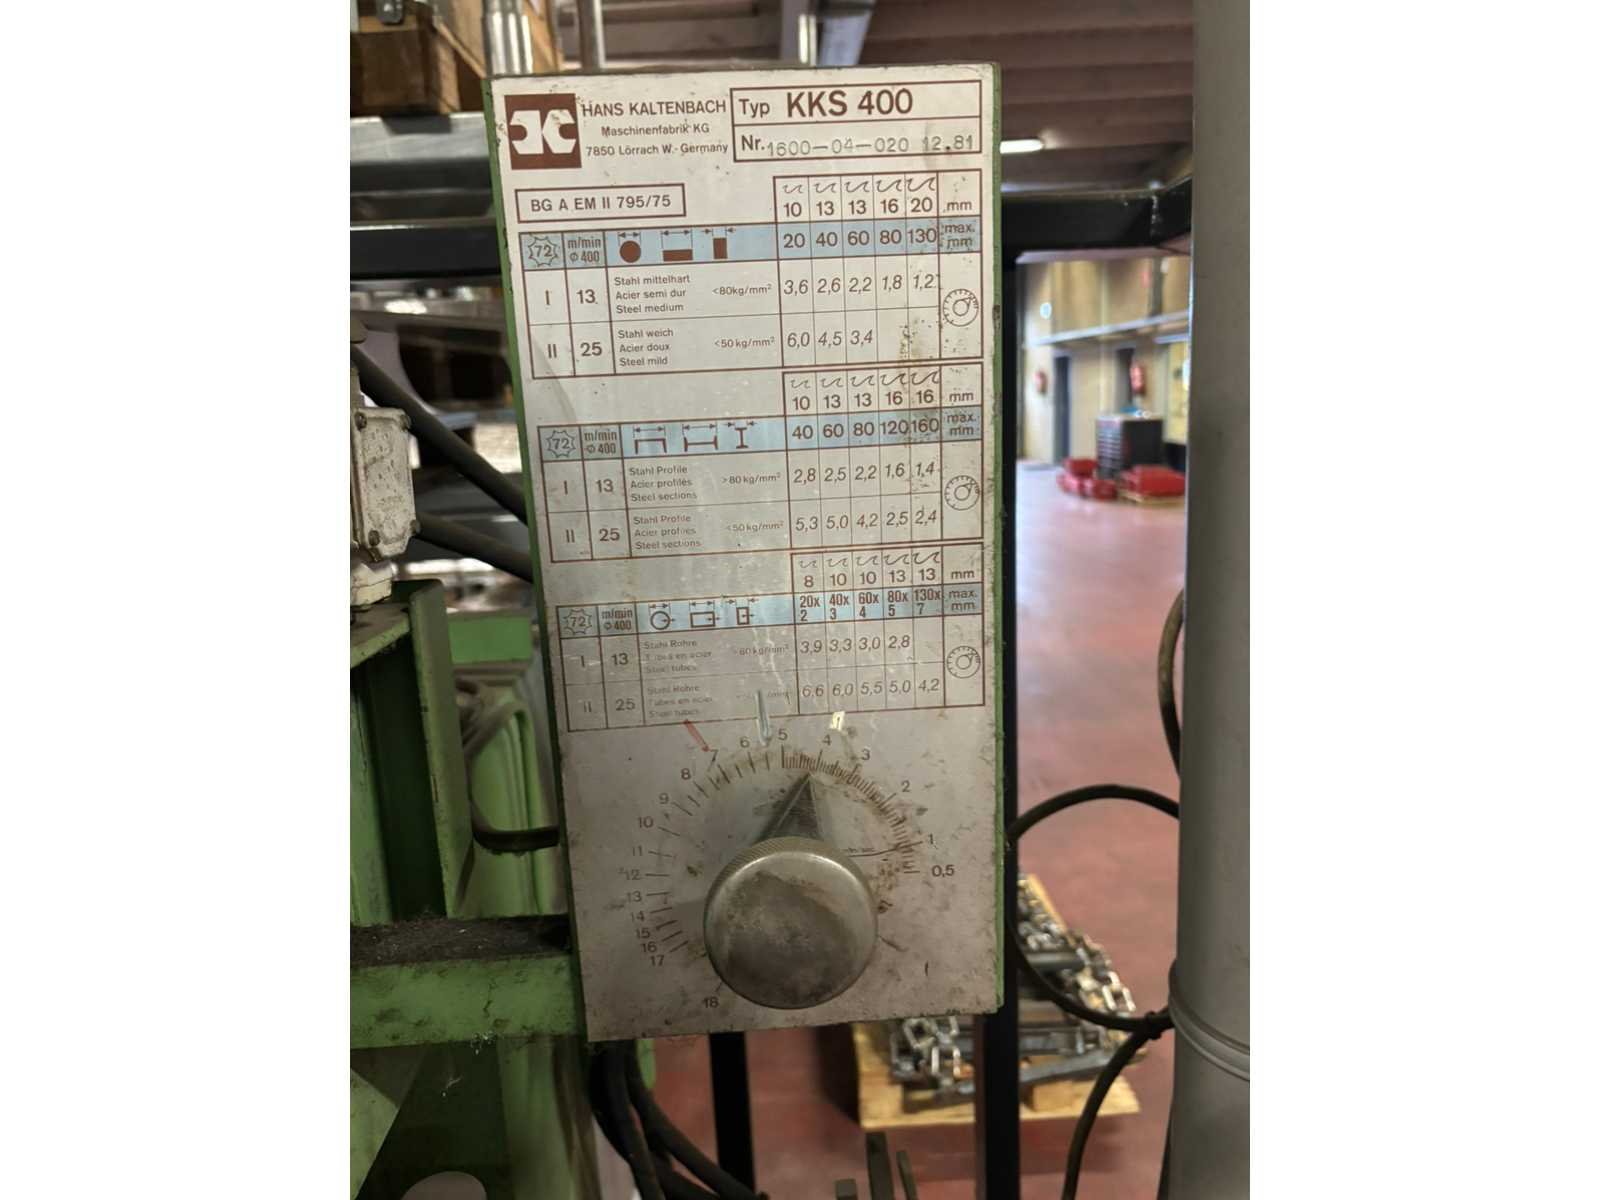 HANS KALTENBACH
Maschinenfabrik KG
7850 Lörrach W.- Germany
Typ KKS 400
Nr. 1600-04-020 12.81
BG A EM II 795/75
10 13 13 16 20 mm
72 m/min ø400 20 40 60 80 130 max. mm
I 13 Stahl mittelhart
Acier semi dur <80kg/mm² 3,6 2,6 2,2 1,8 1,2
Steel medium
II 25 Stahl weich
Acier doux <50kg/mm² 6,0 4,5 3,4
Steel mild
10 13 13 16 16 mm
72 m/min ø400 40 60 80 120 160 max. mm
I 13 Stahl Profile
Acier profilés >80kg/mm² 2,8 2,5 2,2 1,6 1,4
Steel sections
II 25 Stahl Profile
Acier profilés <50kg/mm² 5,3 5,0 4,2 2,5 2,4
Steel sections
8 10 10 13 13 mm
72 m/min ø400 20x2 40x3 60x4 80x5 130x7 max. mm
I 13 Stahl Rohre
Tubes en acier 3,9 3,3 3,0 2,8
Steel tubes
II 25 Stahl Rohre
Tubes en acier 6,6 6,0 5,5 5,0 4,2
Steel tubes
18 17 16 15 14 13 12 11 10 9 8 7 6 5 4 3 2 1 0,5